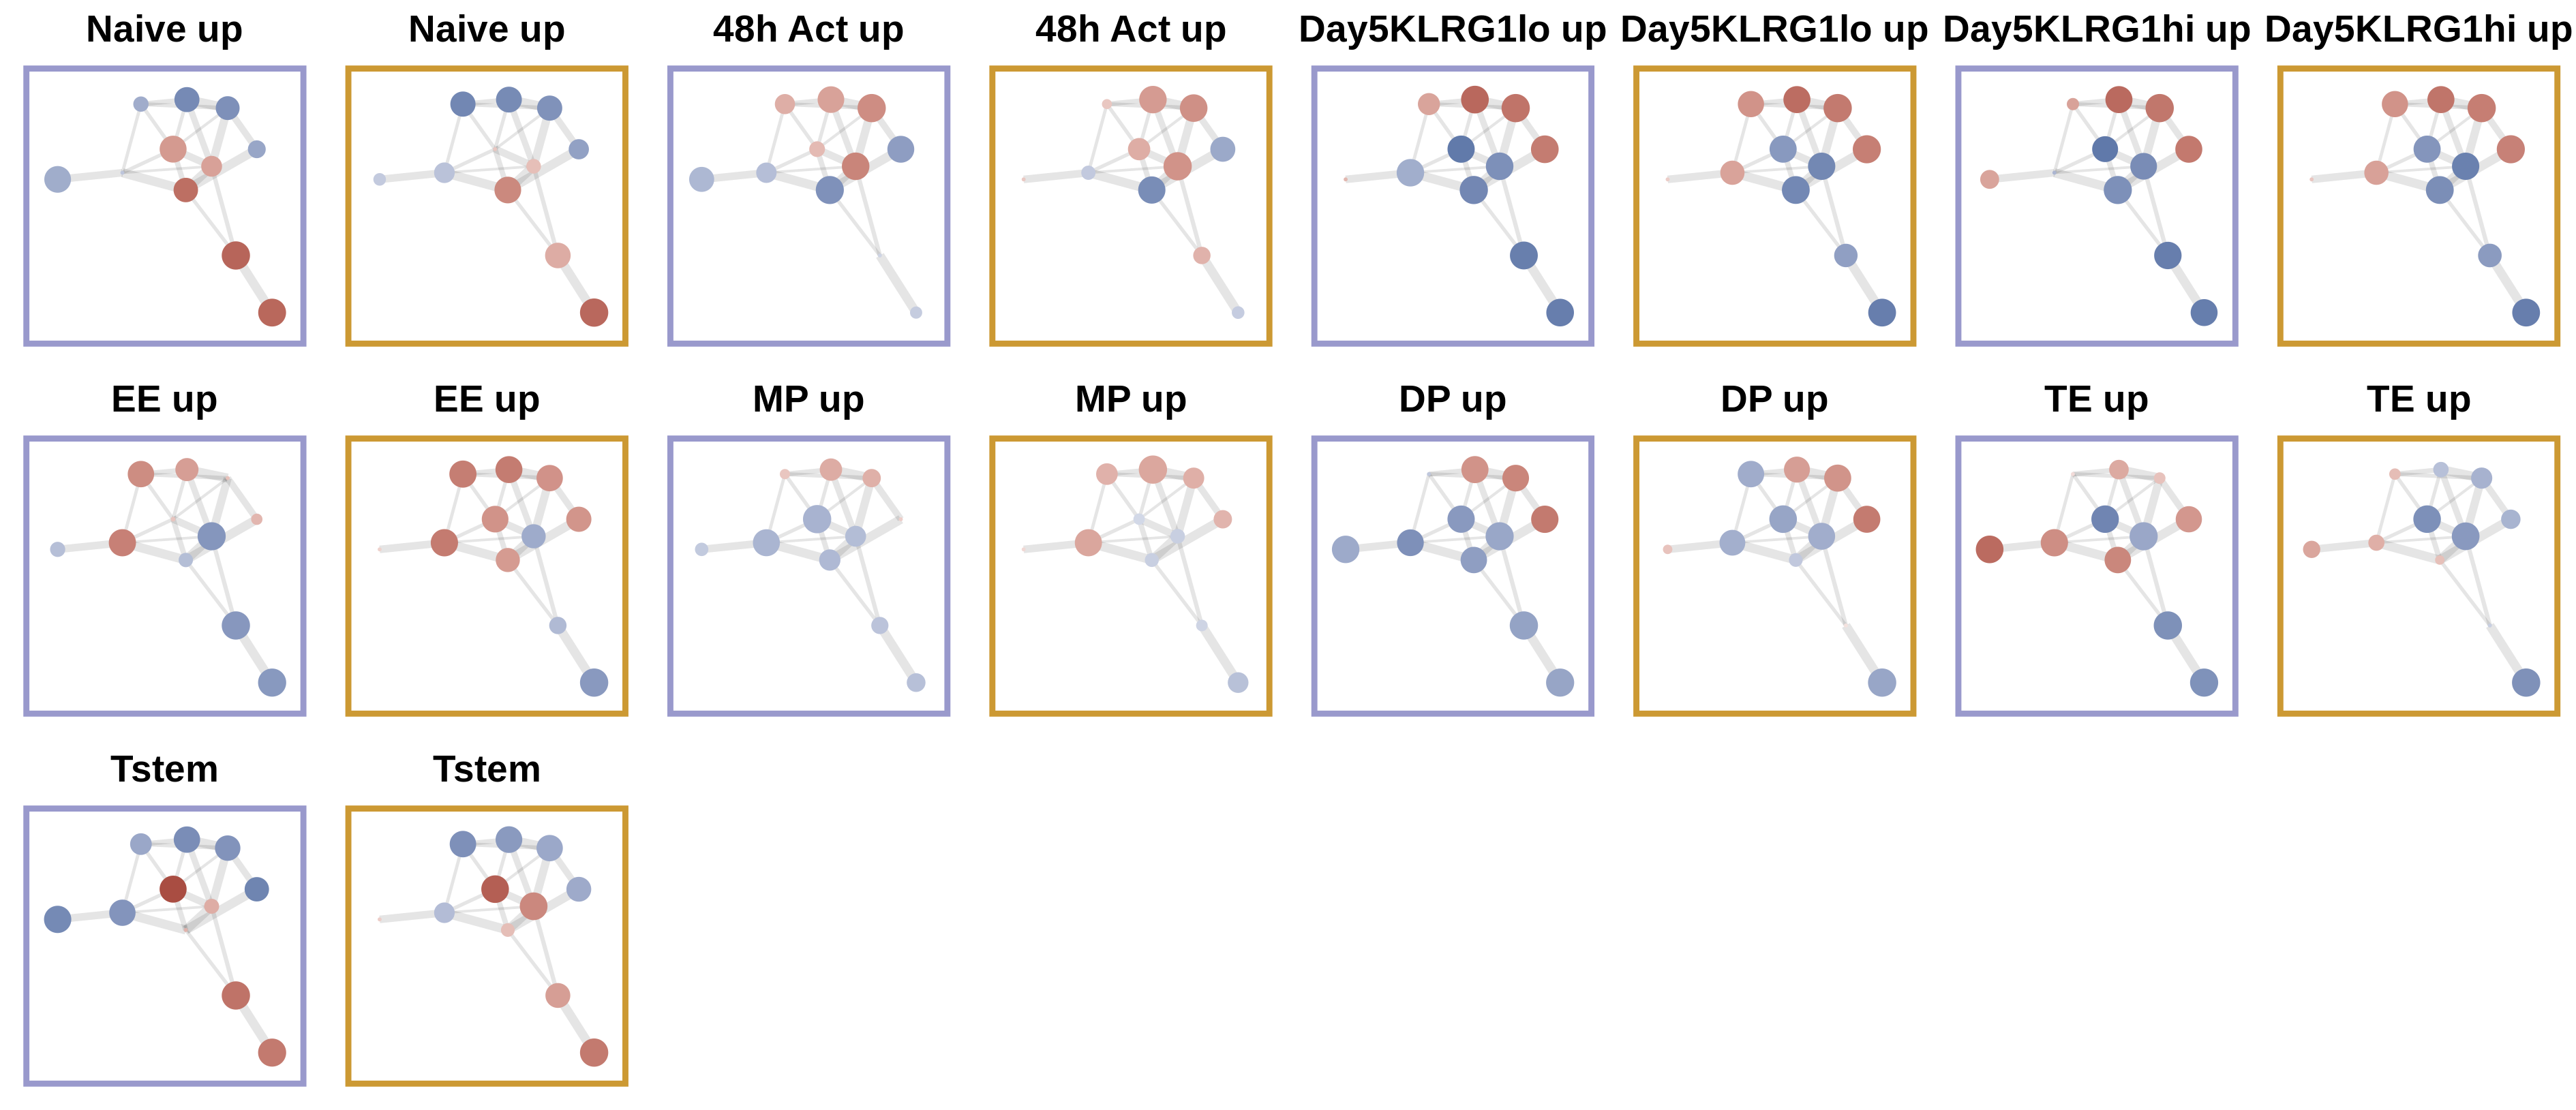 Naive up Naive up 48h Act up 48h Act up Day5KLRG1lo up Day5KLRG1lo up Day5KLRG1hi up Day5KLRG1hi up
EE up EE up MP up MP up DP up DP up TE up TE up
Tstem Tstem